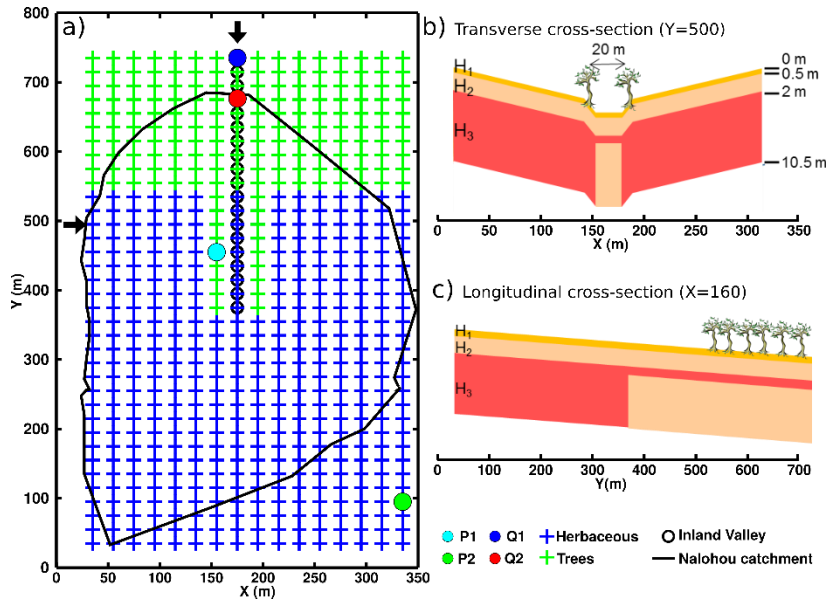 a)
800
700
600
500
400
300
200
100
0
Y (m)
0 50 100 150 200 250 300 350
X (m)
b) Transverse cross-section (Y=500)
20 m
H1
H2
H3
0 m
0.5 m
2 m
10.5 m
0 50 100 150 200 250 300 350
X (m)
c) Longitudinal cross-section (X=160)
H1
H2
H3
0 100 200 300 400 500 600 700
Y(m)
P1 Q1 Herbaceous Inland Valley
P2 Q2 Trees Nalohou catchment